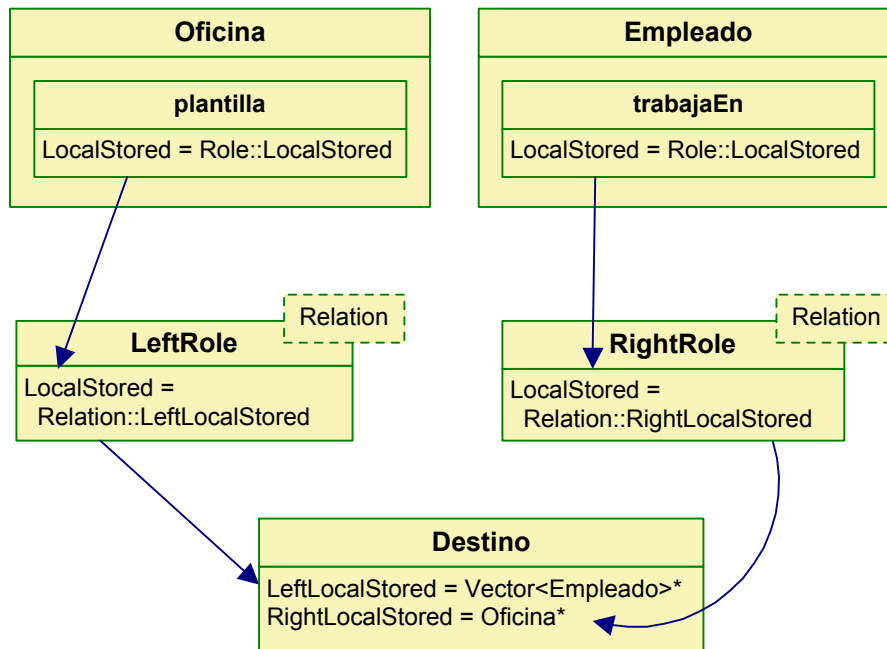 Oficina
plantilla
LocalStored = Role::LocalStored
Empleado
trabajaEn
LocalStored = Role::LocalStored
Relation
LeftRole
LocalStored =
Relation::LeftLocalStored
Relation
RightRole
LocalStored =
Relation::RightLocalStored
Destino
LeftLocalStored = Vector<Empleado>*
RightLocalStored = Oficina*